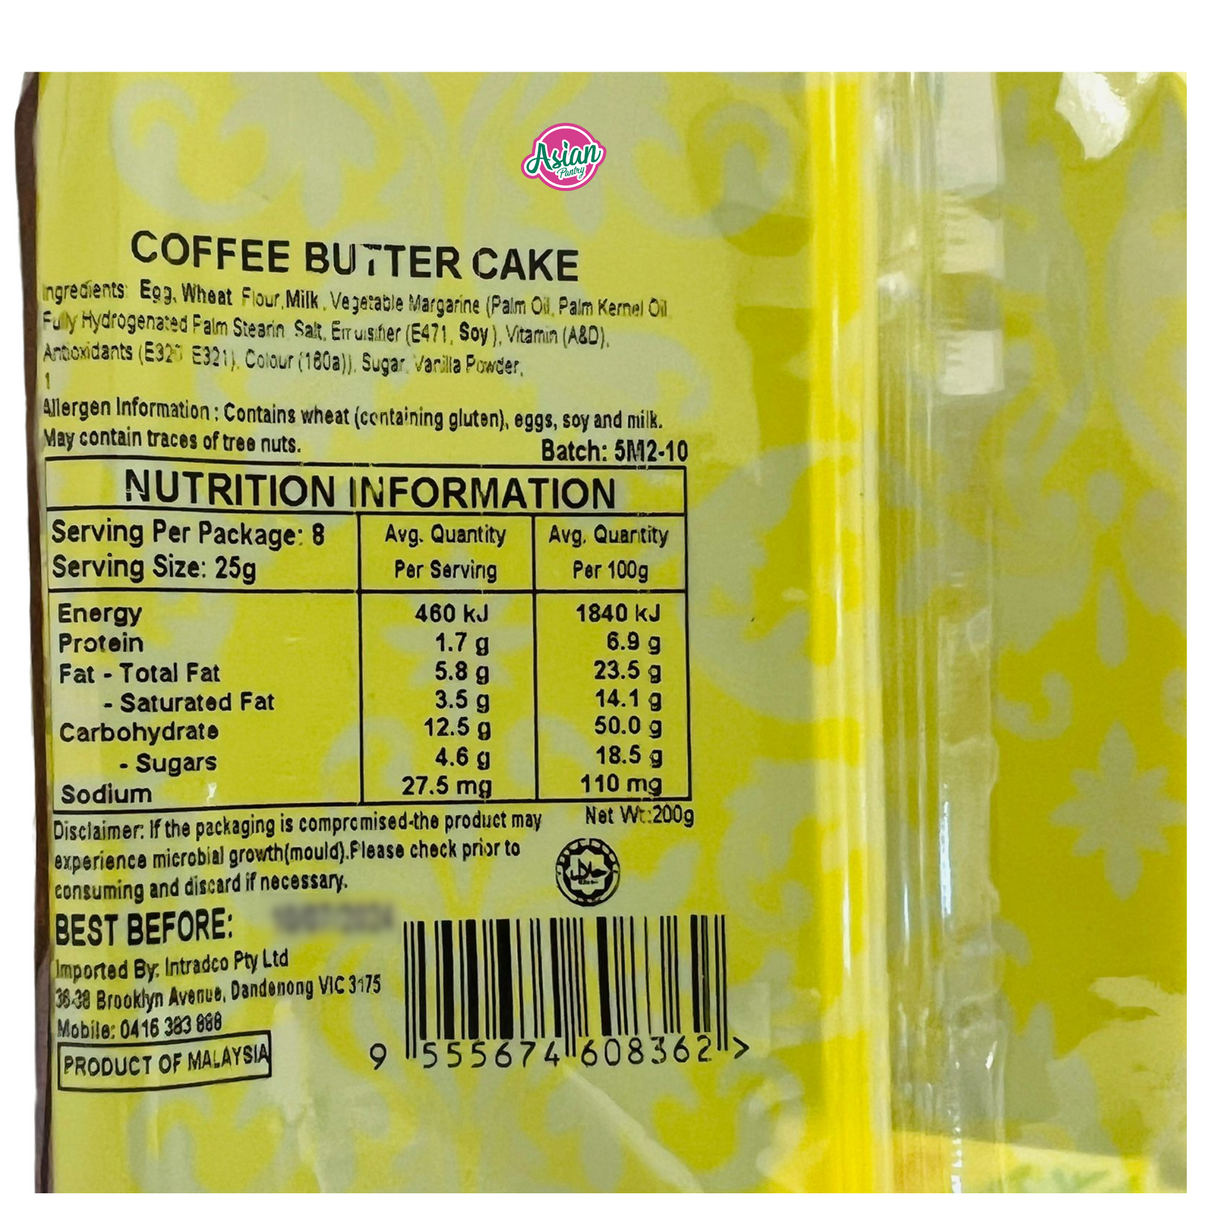 Asian
Pantry
COFFEE BUTTER CAKE
Ingredients: Egg, Wheat Flour, Milk, Vegetable Margarine (Palm Oil, Palm Kernel Oil
Fully Hydrogenated Palm Stearin, Salt, Emulsifier (E471, Soy), Vitamin (A&D),
Antioxidants (E320 E321), Colour (160a)), Sugar, Vanilla Powder,
1
Allergen Information : Contains wheat (containing gluten), eggs, soy and milk.
May contain traces of tree nuts.
Batch: 5M2-10
NUTRITION INFORMATION
Serving Per Package: 8
Serving Size: 25g
Avg. Quantity
Per Serving
Avg. Quantity
Per 100g
Energy 460 kJ 1840 kJ
Protein 1.7 g 6.9 g
Fat - Total Fat 5.8 g 23.5 g
- Saturated Fat 3.5 g 14.1 g
Carbohydrate 12.5 g 50.0 g
- Sugars 4.6 g 18.5 g
Sodium 27.5 mg 110 mg
Net Wt:200g
Disclaimer: If the packaging is compromised-the product may
experience microbial growth(mould).Please check prior to
consuming and discard if necessary.
BEST BEFORE:
Imported By: Intradco Pty Ltd
36-38 Brooklyn Avenue, Dandenong VIC 3175
Mobile: 0416 383 888
PRODUCT OF MALAYSIA
9 555674 608362 >